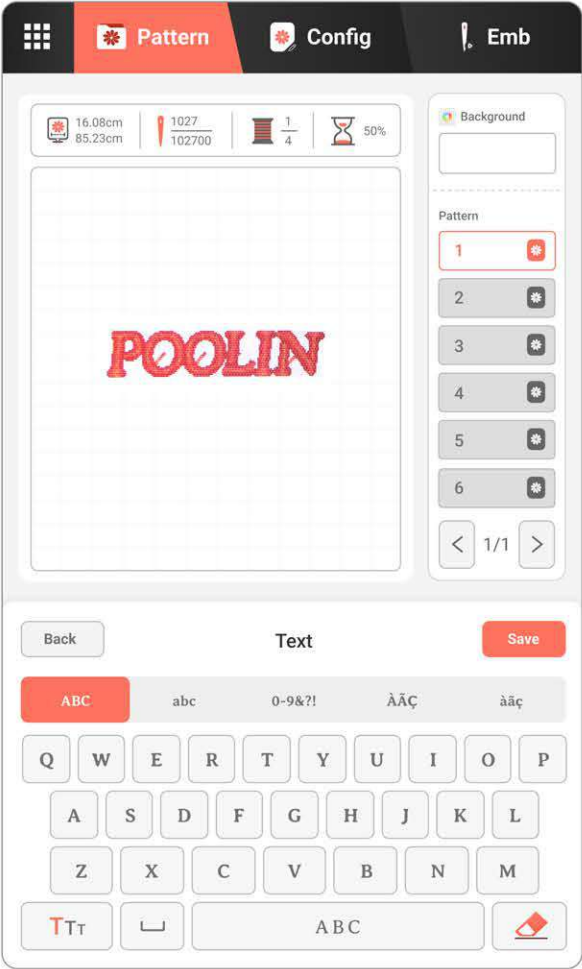 Pattern Config Emb
16.08cm
85.23cm
1027
102700
1
4
50%
Background
Pattern
1
2
3
4
5
6
< 1/1 >
POOLIN
Back Text Save
ABC abc 0-9&?! ÀÃÇ àãç
Q W E R T Y U I O P
A S D F G H J K L
Z X C V B N M
TTT ABC